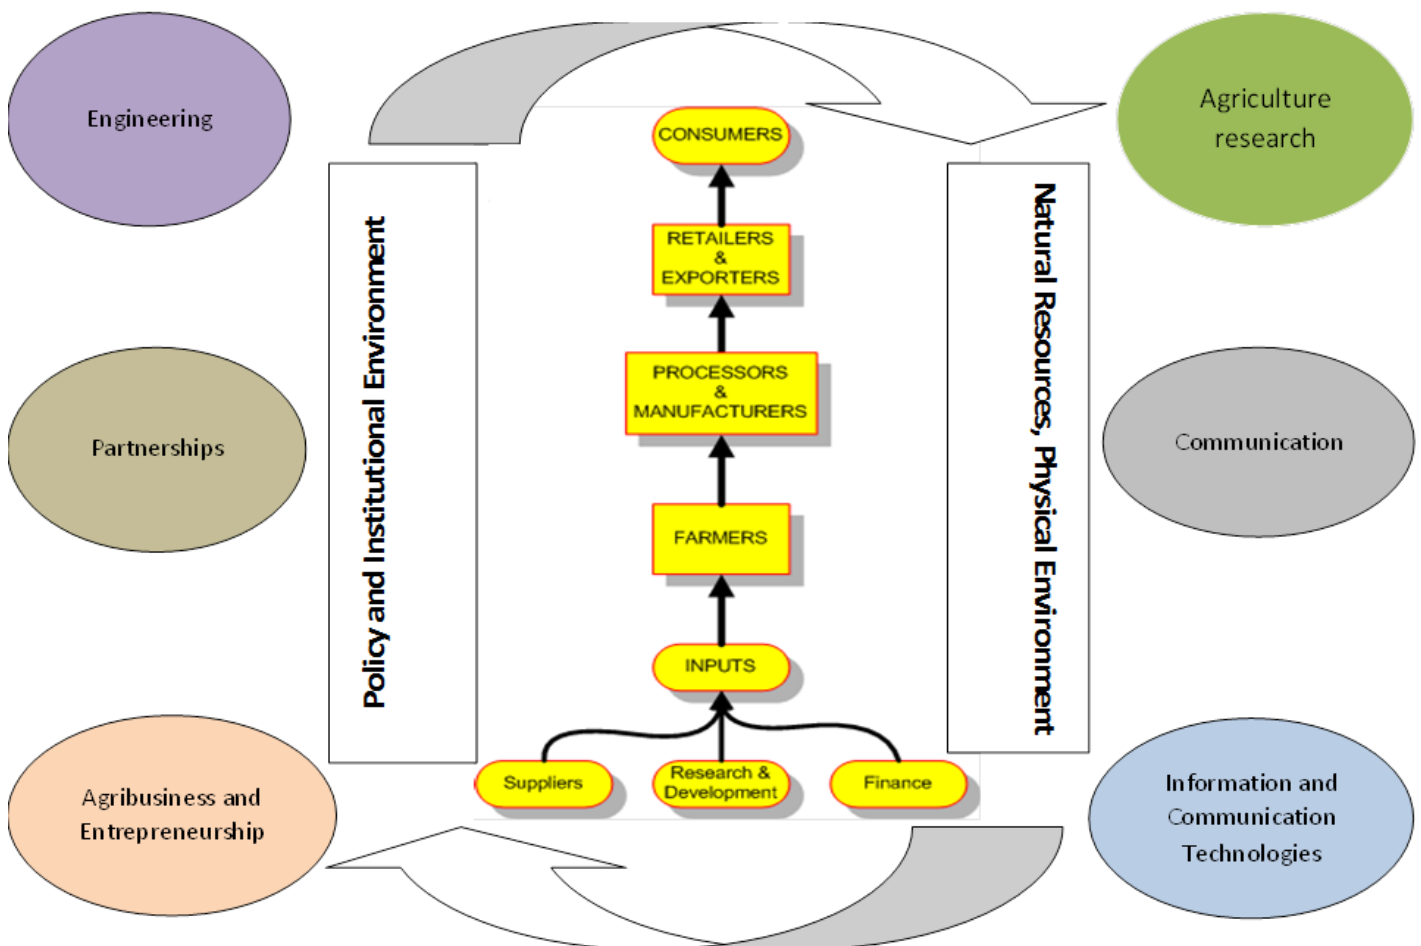 Engineering
Agriculture
research
CONSUMERS
RETAILERS
&
EXPORTERS
PROCESSORS
&
MANUFACTURERS
FARMERS
INPUTS
Suppliers
Research &
Development
Finance
Policy and Institutional Environment
Natural Resources, Physical Environment
Partnerships
Communication
Agribusiness and
Entrepreneurship
Information and
Communication
Technologies